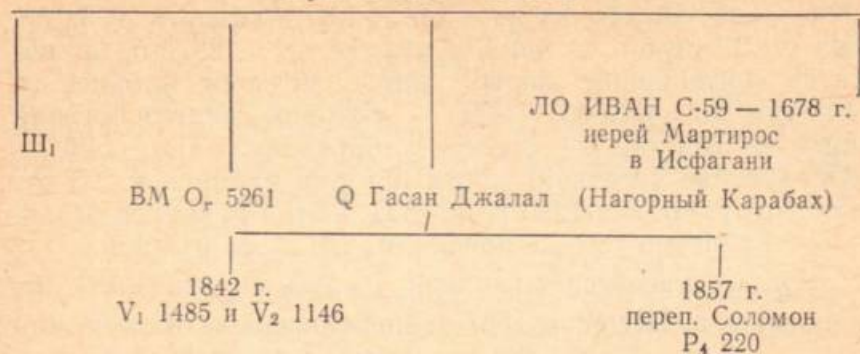 ЛО ИВАН С-59 — 1678 г.
иерей Мартирос
в Исфагани
Ш₁
ВМ Oᵣ 5261 Q Гасан Джалал (Нагорный Карабах)
1842 г.
V₁ 1485 и V₂ 1146
1857 г.
переп. Соломон
P₄ 220